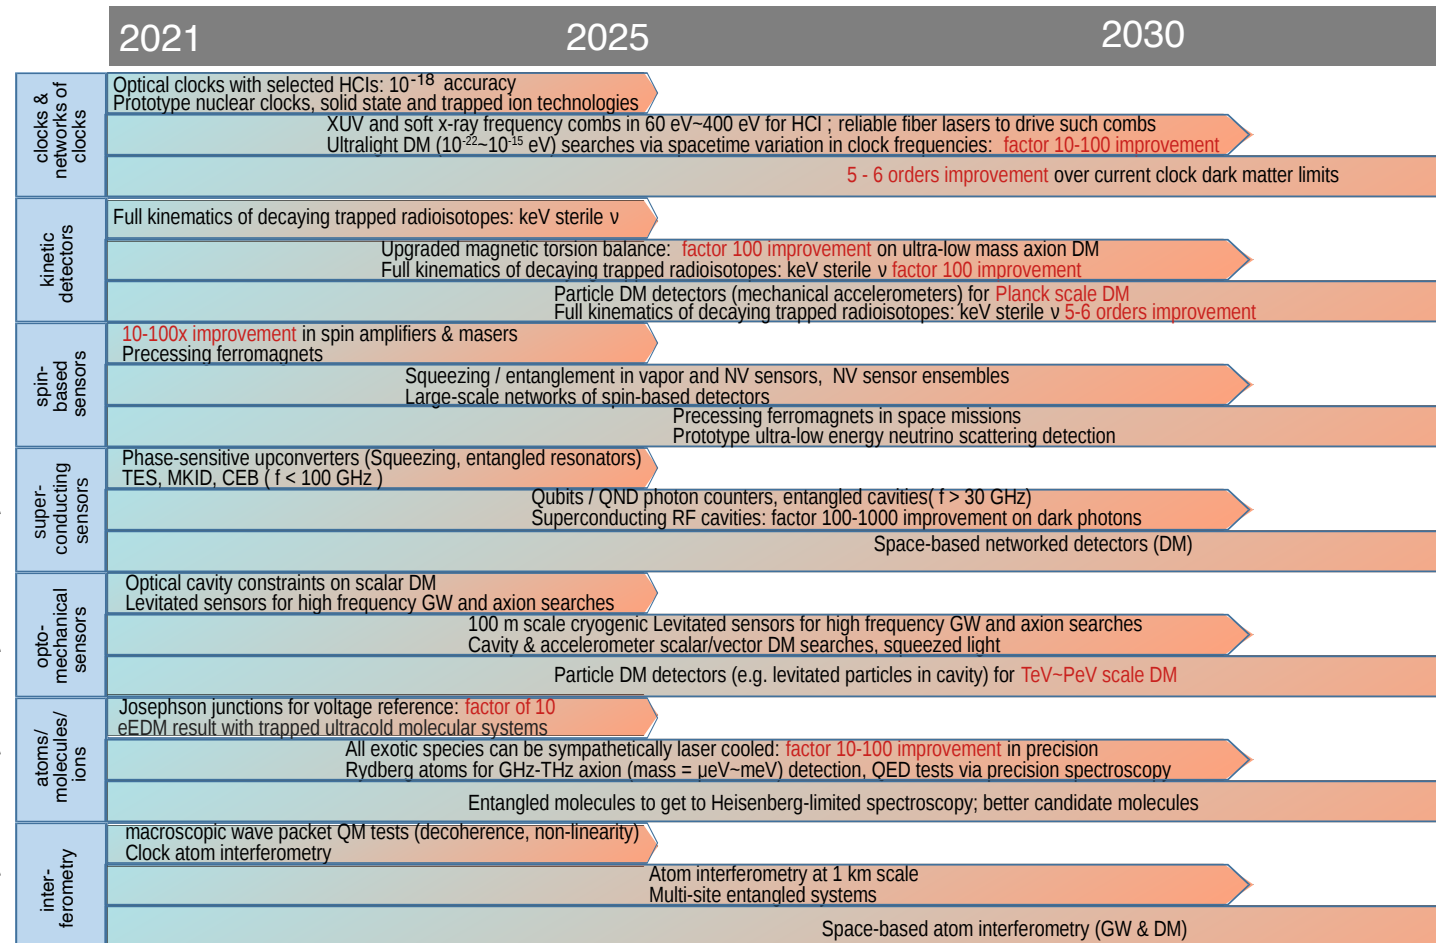 2021 2025 2030
clocks &
networks of
clocks
Optical clocks with selected HCIs: 10-18 accuracy
Prototype nuclear clocks, solid state and trapped ion technologies
XUV and soft x-ray frequency combs in 60 eV~400 eV for HCI ; reliable fiber lasers to drive such combs
Ultralight DM (10-22~10-15 eV) searches via spacetime variation in clock frequencies: factor 10-100 improvement
5 - 6 orders improvement over current clock dark matter limits
kinetic
detectors
Full kinematics of decaying trapped radioisotopes: keV sterile ν
Upgraded magnetic torsion balance: factor 100 improvement on ultra-low mass axion DM
Full kinematics of decaying trapped radioisotopes: keV sterile ν factor 100 improvement
Particle DM detectors (mechanical accelerometers) for Planck scale DM
Full kinematics of decaying trapped radioisotopes: keV sterile ν 5-6 orders improvement
spin-
based
sensors
10-100x improvement in spin amplifiers & masers
Precessing ferromagnets
Squeezing / entanglement in vapor and NV sensors, NV sensor ensembles
Large-scale networks of spin-based detectors
Precessing ferromagnets in space missions
Prototype ultra-low energy neutrino scattering detection
super-
conducting
sensors
Phase-sensitive upconverters (Squeezing, entangled resonators)
TES, MKID, CEB ( f < 100 GHz )
Qubits / QND photon counters, entangled cavities( f > 30 GHz)
Superconducting RF cavities: factor 100-1000 improvement on dark photons
Space-based networked detectors (DM)
opto-
mechanical
sensors
Optical cavity constraints on scalar DM
Levitated sensors for high frequency GW and axion searches
100 m scale cryogenic Levitated sensors for high frequency GW and axion searches
Cavity & accelerometer scalar/vector DM searches, squeezed light
Particle DM detectors (e.g. levitated particles in cavity) for TeV~PeV scale DM
atoms/
molecules/
ions
Josephson junctions for voltage reference: factor of 10
eEDM result with trapped ultracold molecular systems
All exotic species can be sympathetically laser cooled: factor 10-100 improvement in precision
Rydberg atoms for GHz-THz axion (mass = μeV~meV) detection, QED tests via precision spectroscopy
Entangled molecules to get to Heisenberg-limited spectroscopy; better candidate molecules
inter-
ferometry
macroscopic wave packet QM tests (decoherence, non-linearity)
Clock atom interferometry
Atom interferometry at 1 km scale
Multi-site entangled systems
Space-based atom interferometry (GW & DM)